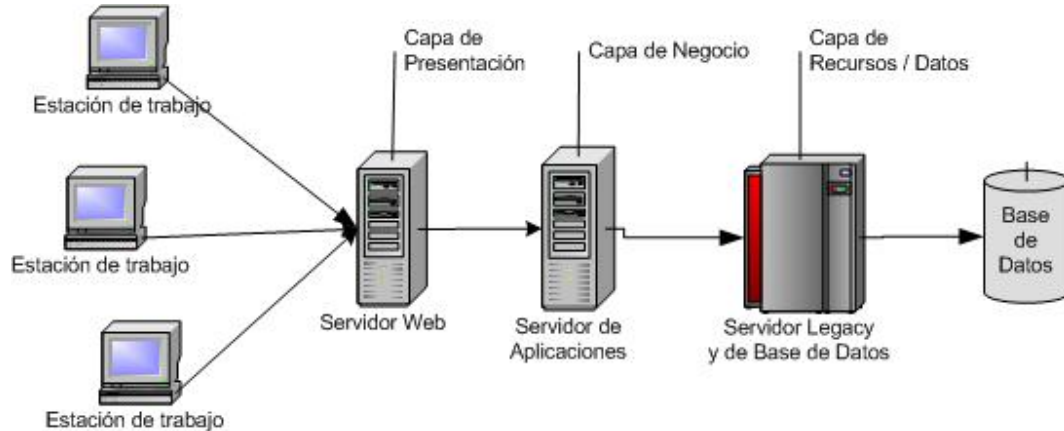 Capa de
Presentación
Capa de Negocio
Capa de
Recursos / Datos
Estación de trabajo
Estación de trabajo
Estación de trabajo
Servidor Web
Servidor de
Aplicaciones
Servidor Legacy
y de Base de Datos
Base
de
Datos